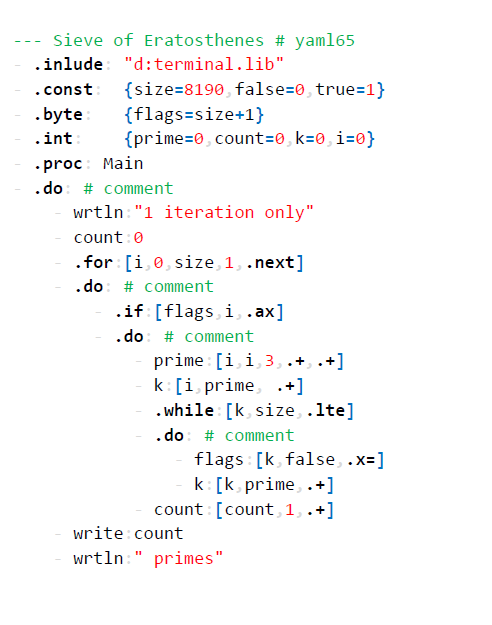 --- Sieve of Eratosthenes # yaml65
- .inlude: "d:terminal.lib"
- .const:  {size=8190,false=0,true=1}
- .byte:   {flags=size+1}
- .int:    {prime=0,count=0,k=0,i=0}
- .proc: Main
- .do: # comment
    - wrtln:"1 iteration only"
    - count:0
    - .for:[i,0,size,1,.next]
    - .do: # comment
        - .if:[flags,i,.ax]
        - .do: # comment
            - prime:[i,i,3,.+,.+]
            - k:[i,prime, .+]
            - .while:[k,size,.lte]
            - .do: # comment
                - flags:[k,false,.x=]
                - k:[k,prime,.+]
            - count:[count,1,.+]
    - write:count
    - wrtln:" primes"